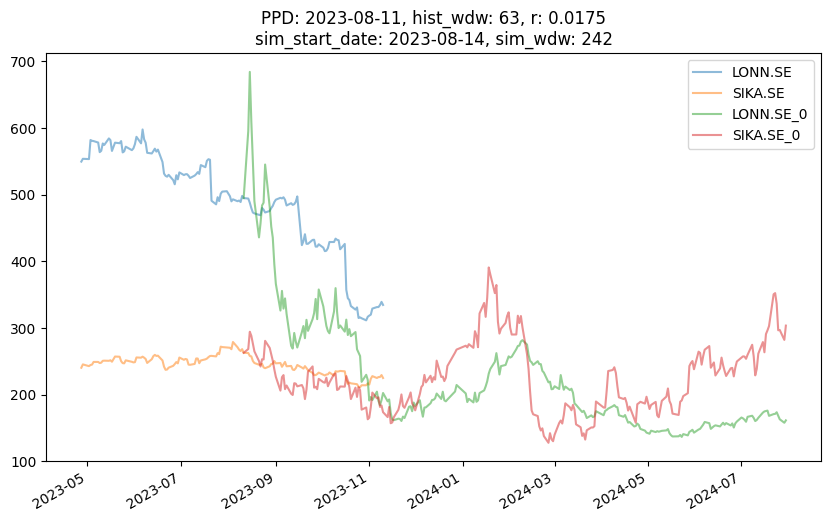 PPD: 2023-08-11, hist_wdw: 63, r: 0.0175
sim_start_date: 2023-08-14, sim_wdw: 242
700
600
500
400
300
200
100
LONN.SE
SIKA.SE
LONN.SE_0
SIKA.SE_0
2023-05
2023-07
2023-09
2023-11
2024-01
2024-03
2024-05
2024-07